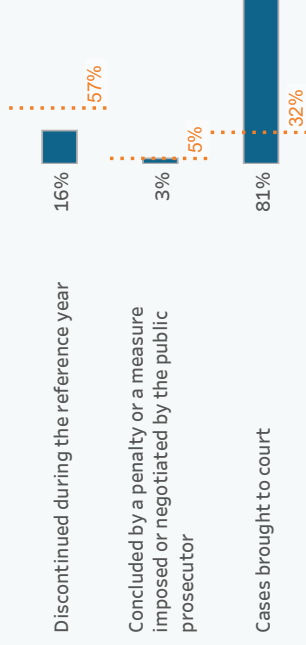 Discontinued during the reference year
16%
57%
Concluded by a penalty or a measure
imposed or negotiated by the public
prosecutor
3%
5%
Cases brought to court
81%
32%